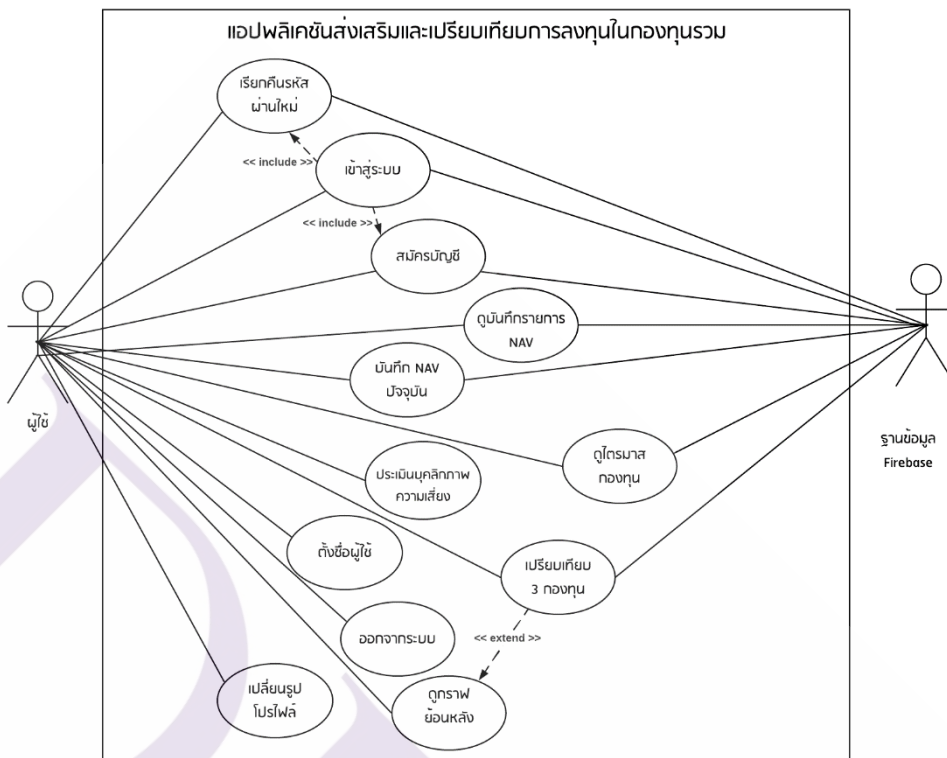 แอปพลิเคชันส่งเสริมและเปรียบเทียบการลงทุนในกองทุนรวม
เรียกคืนรหัส
ผ่านใหม่
<< include >>
เข้าสู่ระบบ
<< include >>
สมัครบัญชี
ดูบันทึกรายการ
NAV
บันทึก NAV
ปัจจุบัน
ผู้ใช้
ฐานข้อมูล
Firebase
ดูไตรมาส
กองทุน
ประเมินบุคลิกภาพ
ความเสี่ยง
ตั้งชื่อผู้ใช้
เปรียบเทียบ
3 กองทุน
ออกจากระบบ
<< extend >>
เปลี่ยนรูป
โปรไฟล์
ดูกราฟ
ย้อนหลัง